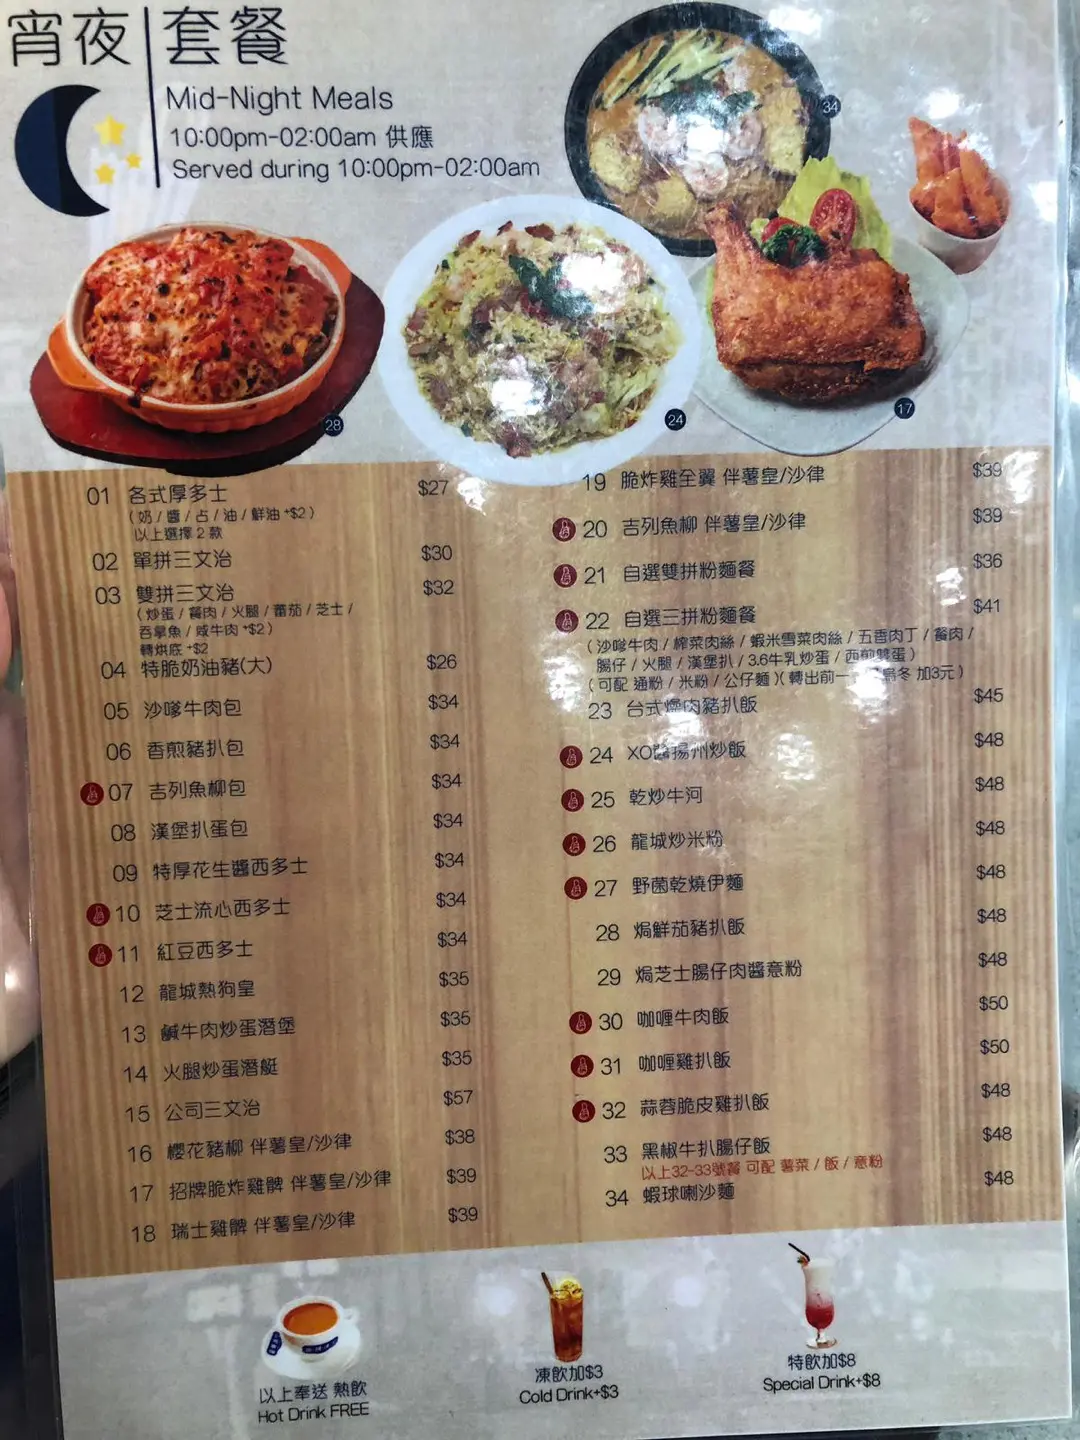 宵夜 套餐
Mid-Night Meals
10:00pm-02:00am 供應
Served during 10:00pm-02:00am
34
28
24
17
01 各式厚多士 $27
(奶/醬/占/油/鮮油+$2)
以上選擇2款
02 單拼三文治 $30
03 雙拼三文治 $32
(炒蛋/餐肉/火腿/蕃茄/芝士/
吞拿魚/咸牛肉+$2)
轉烘底+$2
04 特脆奶油豬(大) $26
05 沙嗲牛肉包 $34
06 香煎豬扒包 $34
07 吉列魚柳包 $34
08 漢堡扒蛋包 $34
09 特厚花生醬西多士 $34
10 芝士流心西多士 $34
11 紅豆西多士 $34
12 龍城熱狗皇 $35
13 鹹牛肉炒蛋潛堡 $35
14 火腿炒蛋潛艇 $35
15 公司三文治 $57
16 櫻花豬柳 伴薯皇/沙律 $38
17 招牌脆炸雞髀 伴薯皇/沙律 $39
18 瑞士雞髀 伴薯皇/沙律 $39
19 脆炸雞全翼 伴薯皇/沙律 $39
20 吉列魚柳 伴薯皇/沙律 $39
21 自選雙拼粉麵餐 $36
22 自選三拼粉麵餐 $41
(沙嗲牛肉/榨菜肉絲/蝦米雪菜肉絲/五香肉丁/餐肉/
腸仔/火腿/漢堡扒/3.6牛乳炒蛋/西煎雙蛋)
(可配 通粉/米粉/公仔麵)(轉出前一 烏冬 加3元)
23 台式燥肉豬扒飯 $45
24 XO醬揚州炒飯 $48
25 乾炒牛河 $48
26 龍城炒米粉 $48
27 野菌乾燒伊麵 $48
28 焗鮮茄豬扒飯 $48
29 焗芝士腸仔肉醬意粉 $48
30 咖喱牛肉飯 $50
31 咖喱雞扒飯 $50
32 蒜蓉脆皮雞扒飯 $48
33 黑椒牛扒腸仔飯 $48
以上32-33號餐 可配 薯菜/飯/意粉
34 蝦球喇沙麵 $48
以上奉送 熱飲
Hot Drink FREE
凍飲加$3
Cold Drink+$3
特飲加$8
Special Drink+$8